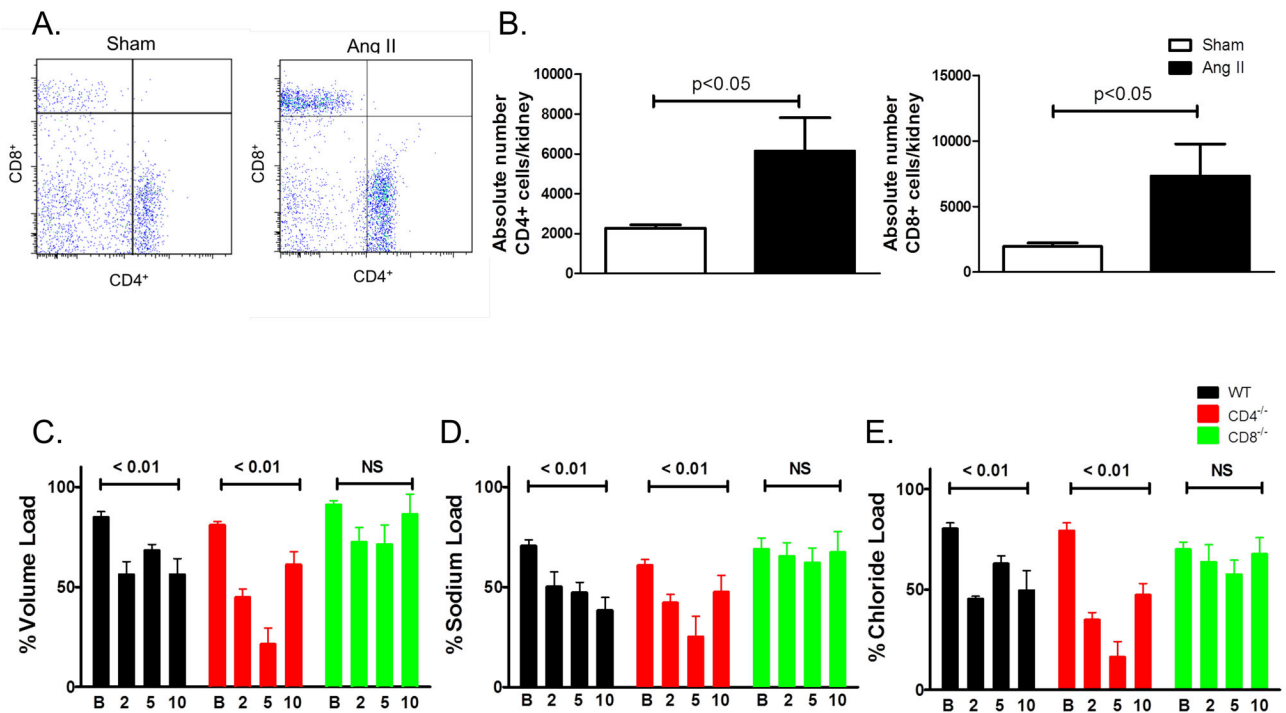 A.
Sham
Ang II
CD8⁺
CD8⁺
CD4⁺
CD4⁺
B.
Sham
Ang II
p<0.05
10000
8000
6000
4000
2000
0
Absolute number
CD4+ cells/kidney
p<0.05
15000
10000
5000
0
Absolute number
CD8+ cells/kidney
WT
CD4⁻/⁻
CD8⁻/⁻
C.
< 0.01 < 0.01 NS
100
50
0
% Volume Load
B 2 5 10 B 2 5 10 B 2 5 10
D.
< 0.01 < 0.01 NS
100
50
0
% Sodium Load
B 2 5 10 B 2 5 10 B 2 5 10
E.
< 0.01 < 0.01 NS
100
50
0
% Chloride Load
B 2 5 10 B 2 5 10 B 2 5 10